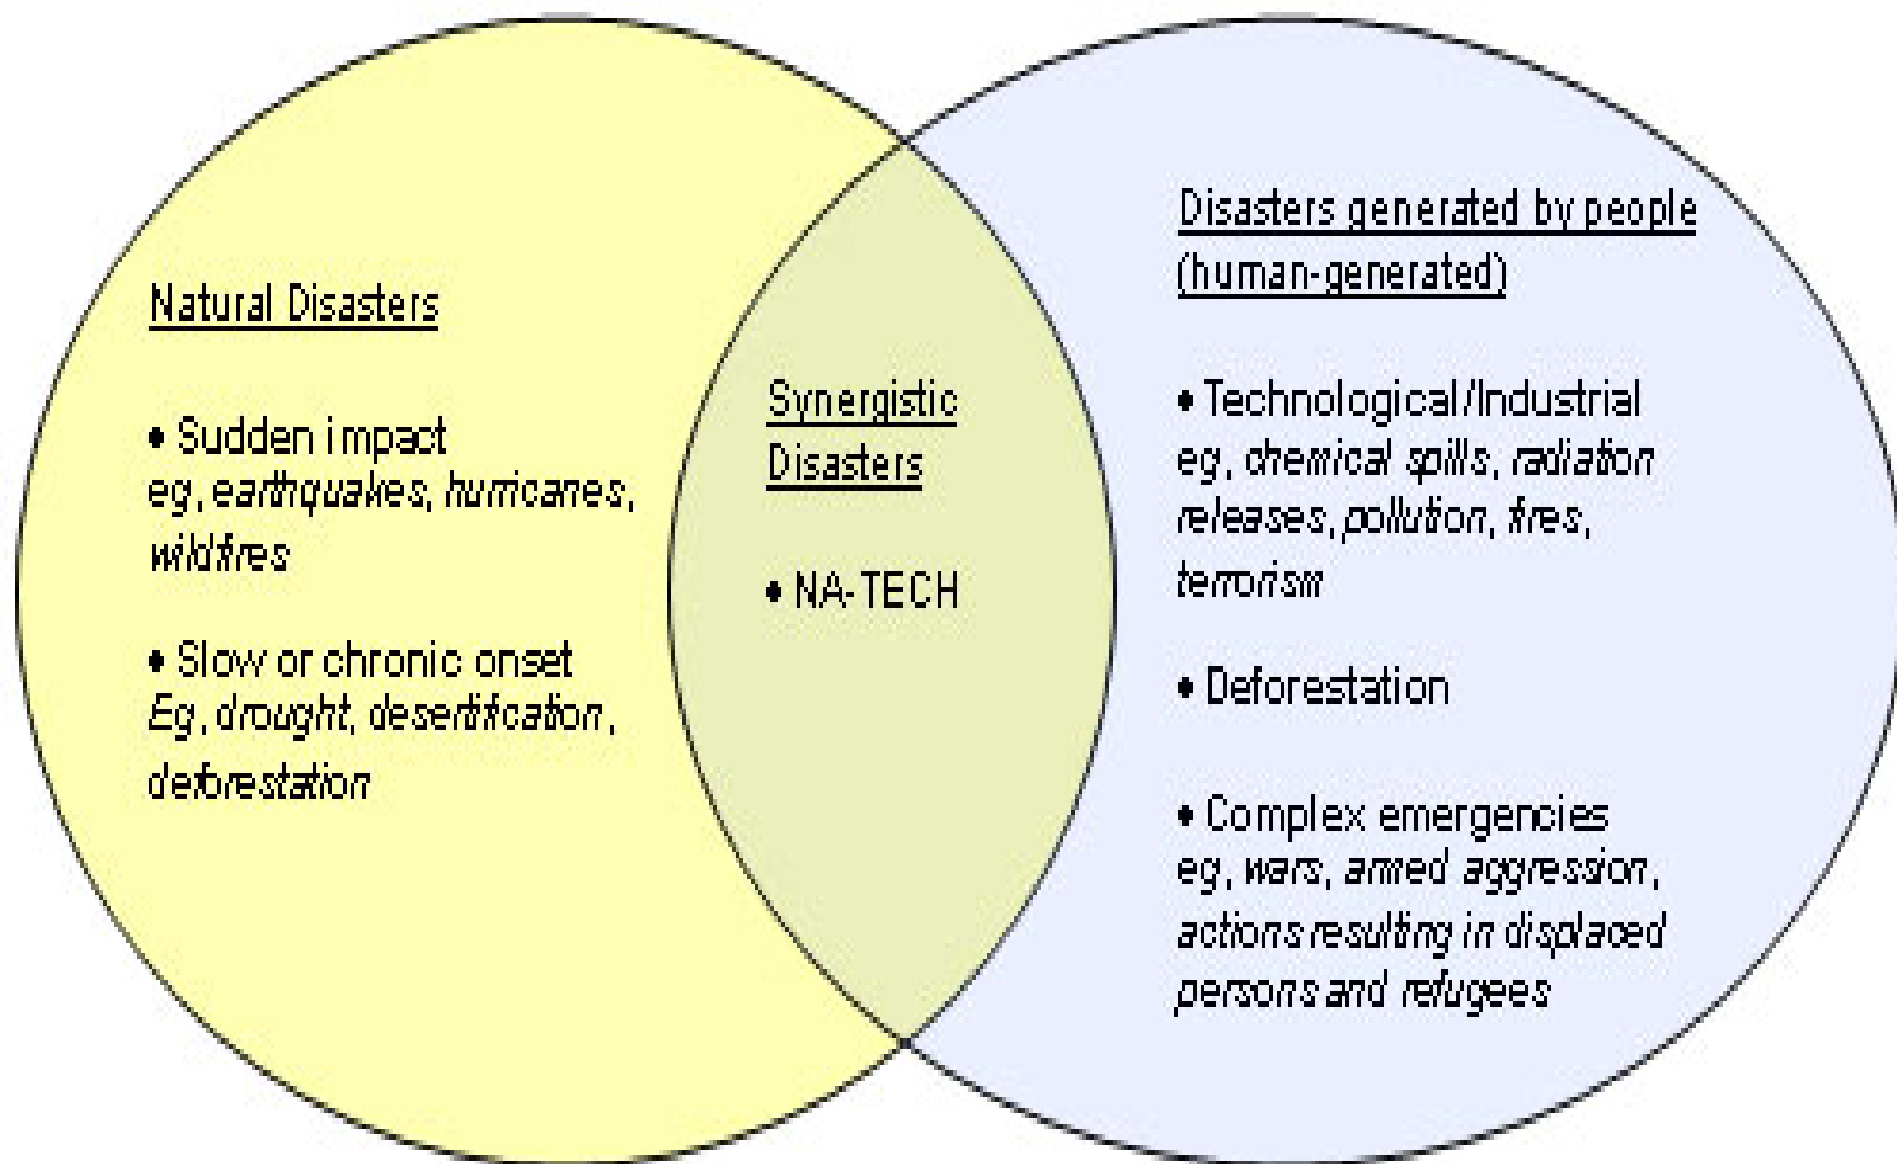 Natural Disasters
• Sudden impact
eg, earthquakes, hurricanes,
wildfires
• Slow or chronic onset
Eg, drought, desertification,
deforestation
Synergistic
Disasters
• NA-TECH
Disasters generated by people
(human-generated)
• Technological/Industrial
eg, chemical spills, radiation
releases, pollution, fires,
terrorism
• Deforestation
• Complex emergencies
eg, wars, armed aggression,
actions resulting in displaced
persons and refugees